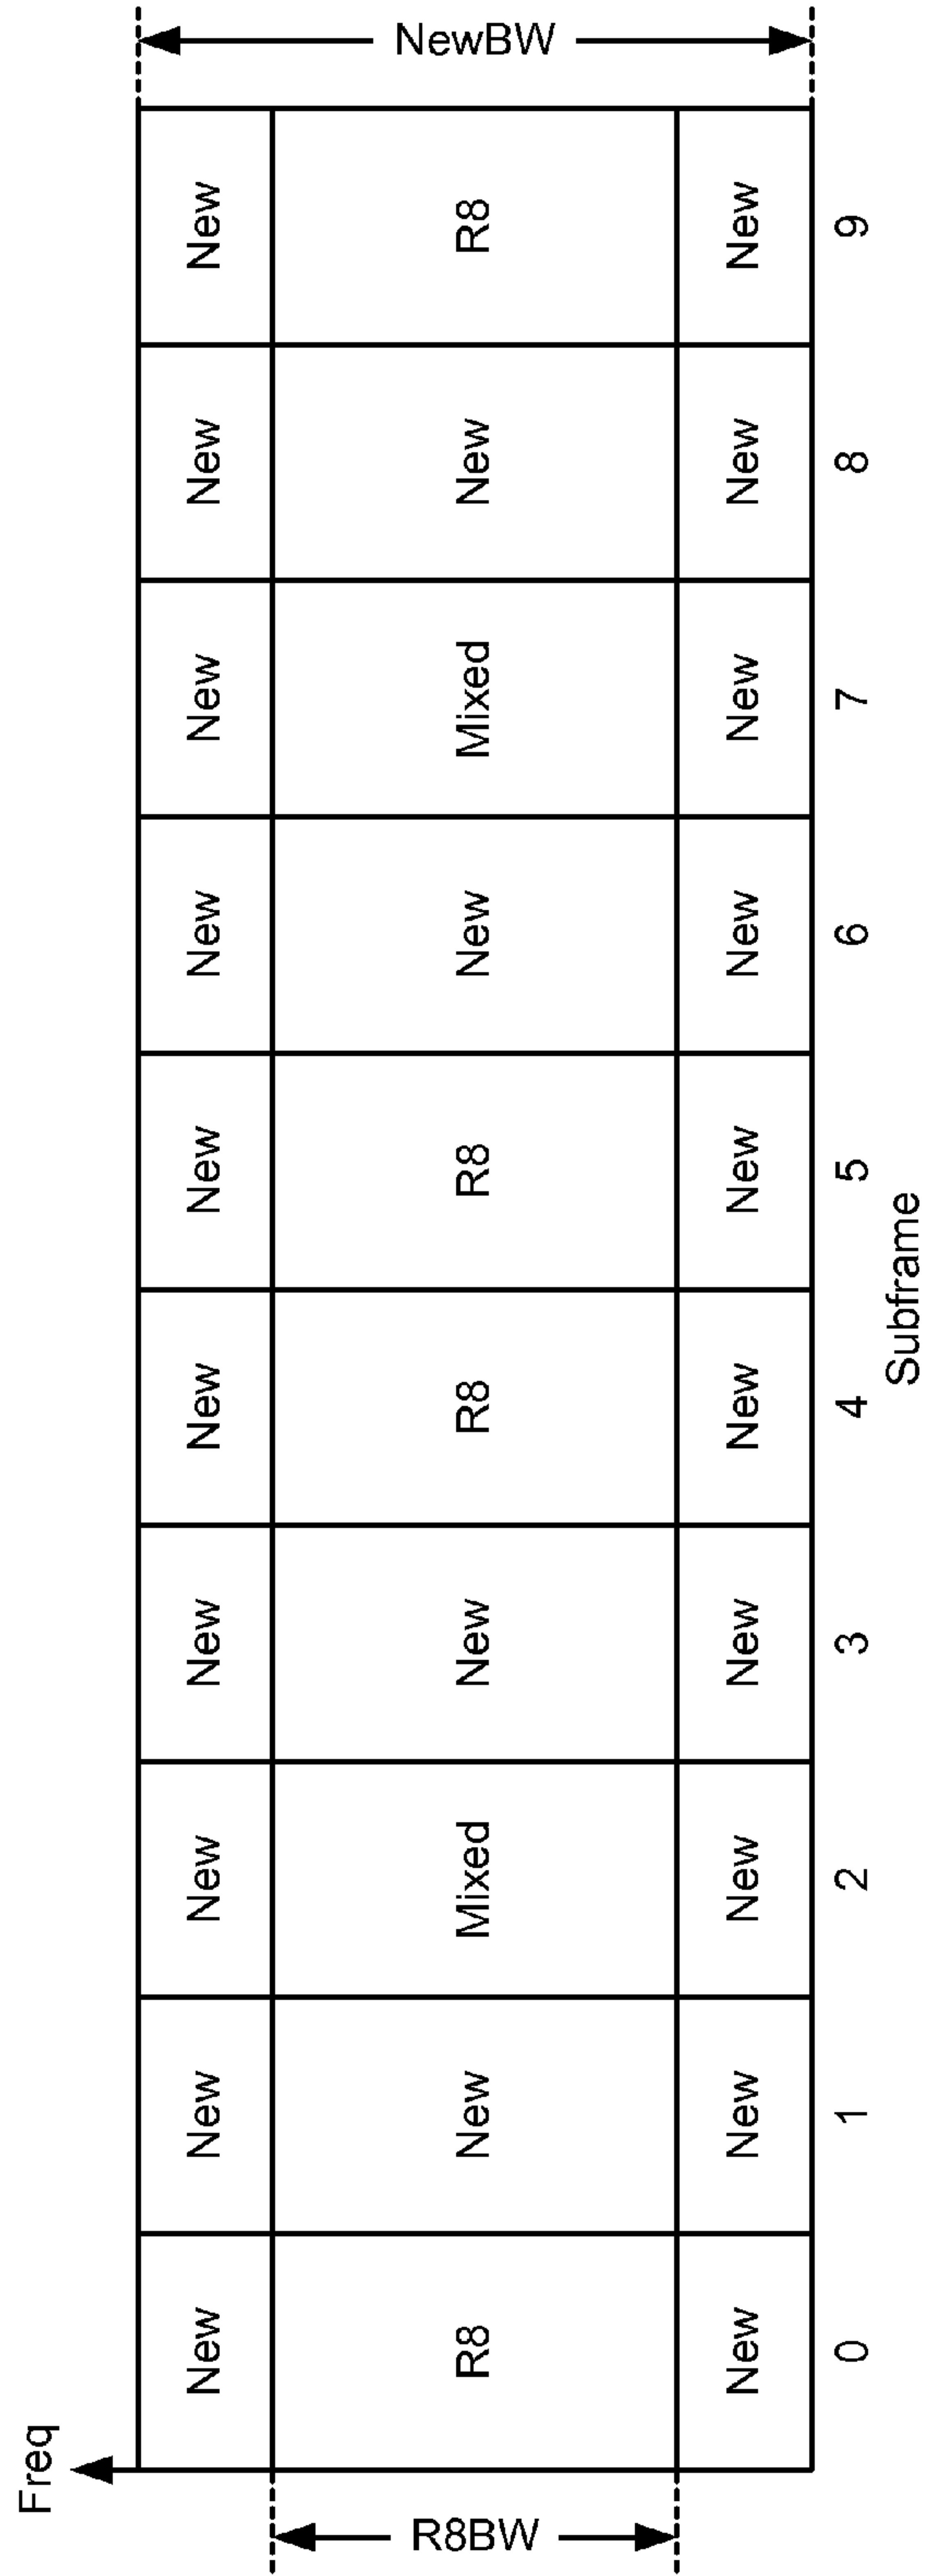 Freq
New New New New New New New New New New
R8 New Mixed New R8 R8 New Mixed New R8
New New New New New New New New New New
0 1 2 3 4 5 6 7 8 9
Subframe
R8BW
NewBW